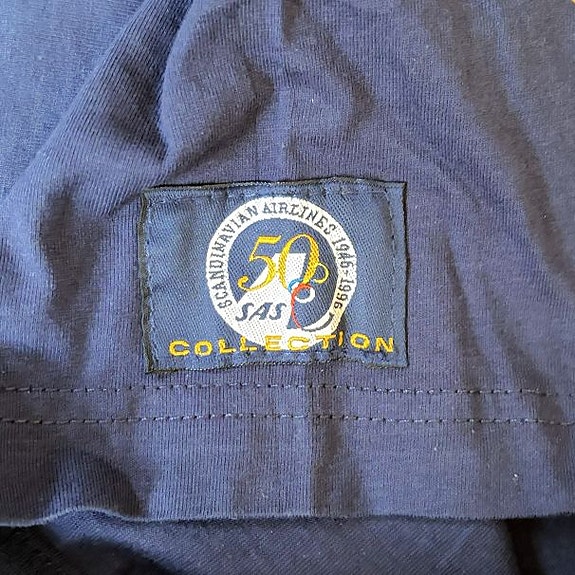 SCANDINAVIAN AIRLINES 1946-1996
50
SAS
COLLECTION